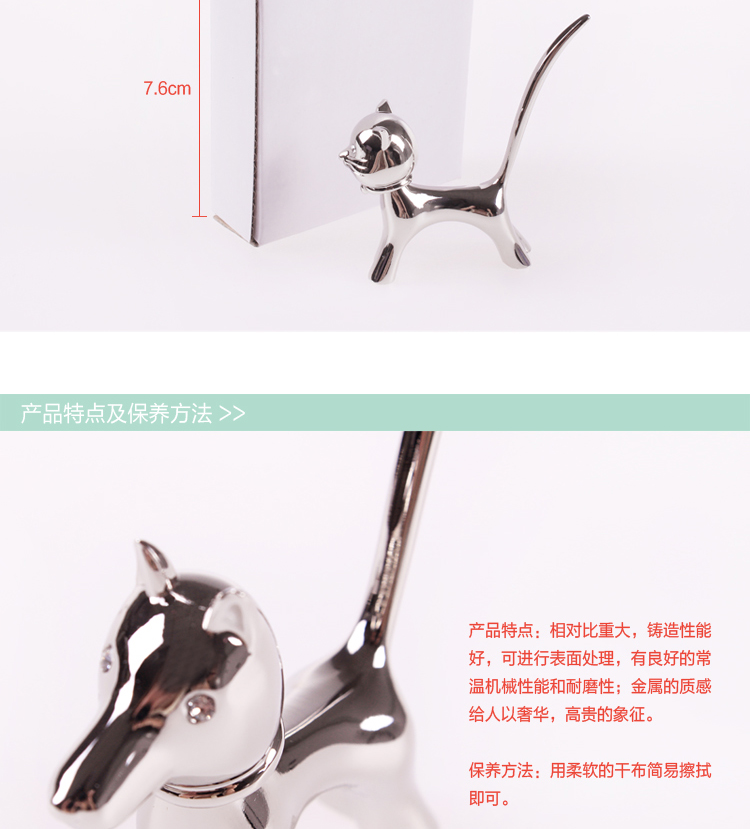 7.6cm
产品特点及保养方法 >>
产品特点：相对比重大，铸造性能
好，可进行表面处理，有良好的常
温机械性能和耐磨性；金属的质感
给人以奢华，高贵的象征。
保养方法：用柔软的干布简易擦拭
即可。